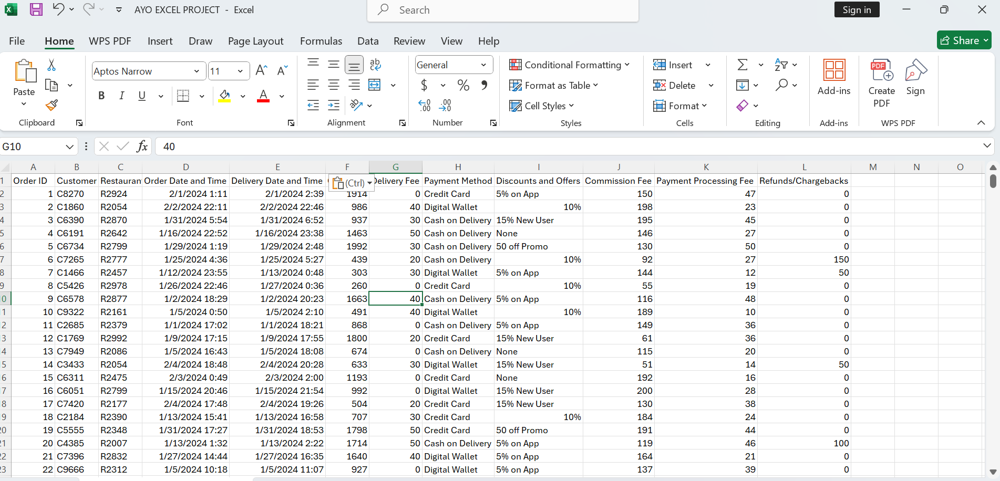 AYO EXCEL PROJECT - Excel
Search
Sign in
File Home WPS PDF Insert Draw Page Layout Formulas Data Review View Help
Share
Paste
Clipboard
Aptos Narrow 11
B I U
Font
Alignment
General
$ %
Number
Conditional Formatting
Format as Table
Cell Styles
Styles
Insert
Delete
Format
Cells
Editing
Add-ins
Add-ins
Create PDF
Sign
WPS PDF
G10
fx
40
A B C D E F G H I J K L M N O
1 Order ID Customer Restauran Order Date and Time Delivery Date and Time (Ctrl) Delivery Fee Payment Method Discounts and Offers Commission Fee Payment Processing Fee Refunds/Chargebacks
2 1 C8270 R2924 2/1/2024 1:11 2/1/2024 2:39 1914 0 Credit Card 5% on App 150 47 0
3 2 C1860 R2054 2/2/2024 22:11 2/2/2024 22:46 986 40 Digital Wallet 10% 198 23 0
4 3 C6390 R2870 1/31/2024 5:54 1/31/2024 6:52 937 30 Cash on Delivery 15% New User 195 45 0
5 4 C6191 R2642 1/16/2024 22:52 1/16/2024 23:38 1463 50 Cash on Delivery None 146 27 0
6 5 C6734 R2799 1/29/2024 1:19 1/29/2024 2:48 1992 30 Cash on Delivery 50 off Promo 130 50 0
7 6 C7265 R2777 1/25/2024 4:36 1/25/2024 5:27 439 20 Cash on Delivery 10% 92 27 150
8 7 C1466 R2457 1/12/2024 23:55 1/13/2024 0:48 303 30 Digital Wallet 5% on App 144 12 50
9 8 C5426 R2978 1/26/2024 22:46 1/27/2024 0:36 260 0 Credit Card 10% 55 19 0
0 9 C6578 R2877 1/2/2024 18:29 1/2/2024 20:23 1663 40 Cash on Delivery 5% on App 116 48 0
1 10 C9322 R2161 1/5/2024 0:50 1/5/2024 2:10 491 40 Digital Wallet 10% 189 10 0
2 11 C2685 R2379 1/1/2024 17:02 1/1/2024 18:21 868 0 Cash on Delivery 5% on App 149 36 0
3 12 C1769 R2992 1/9/2024 17:15 1/9/2024 17:55 1800 20 Credit Card 15% New User 61 36 0
4 13 C7949 R2086 1/5/2024 16:43 1/5/2024 18:08 674 0 Cash on Delivery None 115 20 0
5 14 C3433 R2054 2/4/2024 18:48 2/4/2024 20:28 633 30 Digital Wallet 15% New User 51 14 50
6 15 C6311 R2475 2/3/2024 0:49 2/3/2024 2:00 1193 0 Credit Card None 192 16 0
7 16 C6051 R2799 1/15/2024 20:46 1/15/2024 21:54 992 0 Digital Wallet 15% New User 200 28 0
8 17 C7420 R2177 2/4/2024 17:48 2/4/2024 19:26 504 20 Credit Card 15% New User 130 38 0
9 18 C2184 R2390 1/13/2024 15:41 1/13/2024 16:58 707 30 Credit Card 10% 184 24 0
0 19 C5555 R2348 1/31/2024 17:27 1/31/2024 18:53 1798 50 Credit Card 50 off Promo 191 44 0
1 20 C4385 R2007 1/13/2024 1:32 1/13/2024 2:22 1714 50 Cash on Delivery 5% on App 119 46 100
2 21 C7396 R2832 1/27/2024 14:44 1/27/2024 16:35 1640 40 Digital Wallet 5% on App 164 21 0
3 22 C9666 R2312 1/5/2024 10:18 1/5/2024 11:07 927 0 Digital Wallet 5% on App 137 39 0